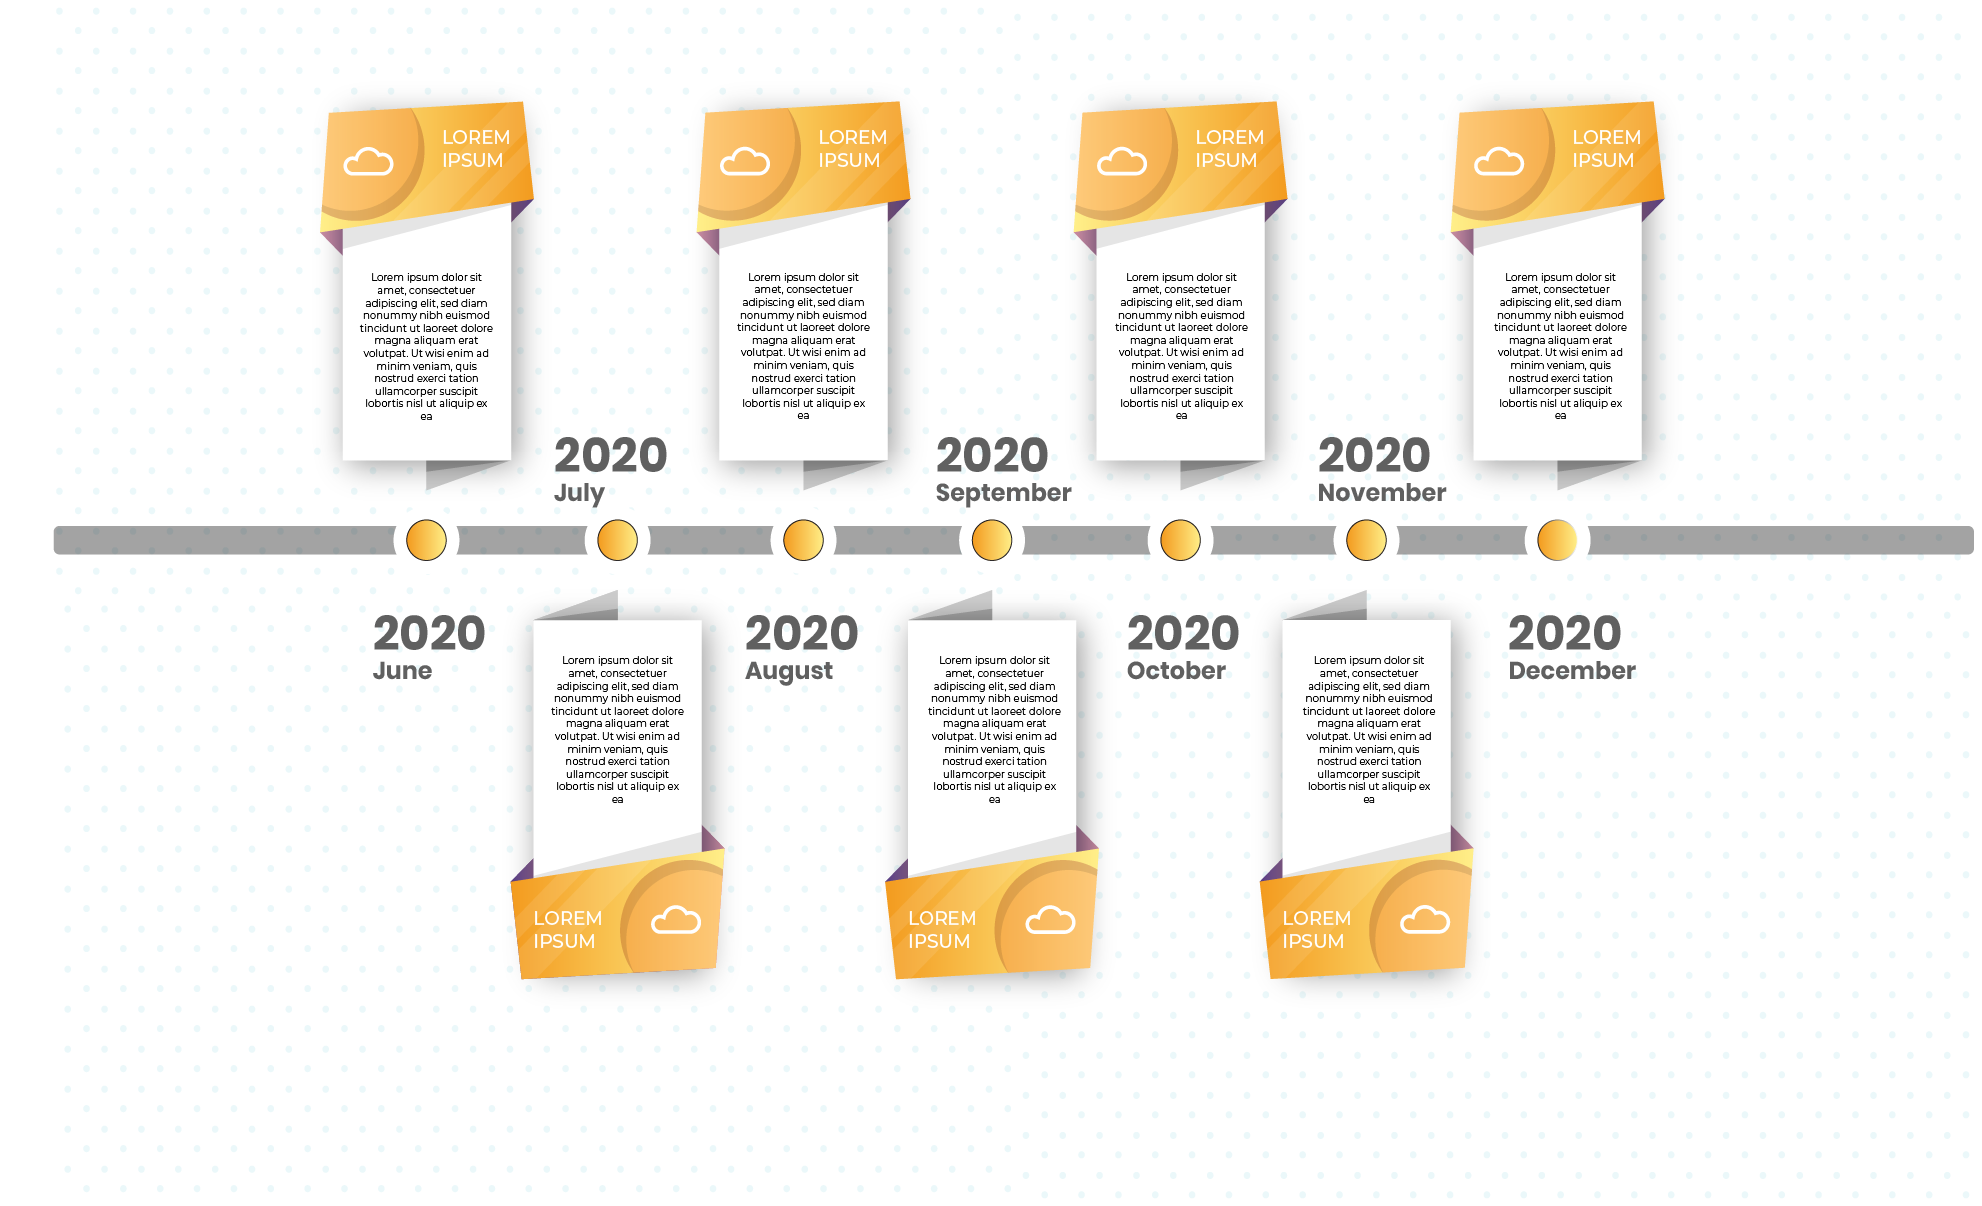 LOREM
IPSUM
Lorem ipsum dolor sit
amet, consectetuer
adipiscing elit, sed diam
nonummy nibh euismod
tincidunt ut laoreet dolore
magna aliquam erat
volutpat. Ut wisi enim ad
minim veniam, quis
nostrud exerci tation
ullamcorper suscipit
lobortis nisl ut aliquip ex
ea
LOREM
IPSUM
Lorem ipsum dolor sit
amet, consectetuer
adipiscing elit, sed diam
nonummy nibh euismod
tincidunt ut laoreet dolore
magna aliquam erat
volutpat. Ut wisi enim ad
minim veniam, quis
nostrud exerci tation
ullamcorper suscipit
lobortis nisl ut aliquip ex
ea
LOREM
IPSUM
Lorem ipsum dolor sit
amet, consectetuer
adipiscing elit, sed diam
nonummy nibh euismod
tincidunt ut laoreet dolore
magna aliquam erat
volutpat. Ut wisi enim ad
minim veniam, quis
nostrud exerci tation
ullamcorper suscipit
lobortis nisl ut aliquip ex
ea
LOREM
IPSUM
Lorem ipsum dolor sit
amet, consectetuer
adipiscing elit, sed diam
nonummy nibh euismod
tincidunt ut laoreet dolore
magna aliquam erat
volutpat. Ut wisi enim ad
minim veniam, quis
nostrud exerci tation
ullamcorper suscipit
lobortis nisl ut aliquip ex
ea
2020
July
2020
September
2020
November
2020
June
2020
August
2020
October
2020
December
Lorem ipsum dolor sit
amet, consectetuer
adipiscing elit, sed diam
nonummy nibh euismod
tincidunt ut laoreet dolore
magna aliquam erat
volutpat. Ut wisi enim ad
minim veniam, quis
nostrud exerci tation
ullamcorper suscipit
lobortis nisl ut aliquip ex
ea
LOREM
IPSUM
Lorem ipsum dolor sit
amet, consectetuer
adipiscing elit, sed diam
nonummy nibh euismod
tincidunt ut laoreet dolore
magna aliquam erat
volutpat. Ut wisi enim ad
minim veniam, quis
nostrud exerci tation
ullamcorper suscipit
lobortis nisl ut aliquip ex
ea
LOREM
IPSUM
Lorem ipsum dolor sit
amet, consectetuer
adipiscing elit, sed diam
nonummy nibh euismod
tincidunt ut laoreet dolore
magna aliquam erat
volutpat. Ut wisi enim ad
minim veniam, quis
nostrud exerci tation
ullamcorper suscipit
lobortis nisl ut aliquip ex
ea
LOREM
IPSUM